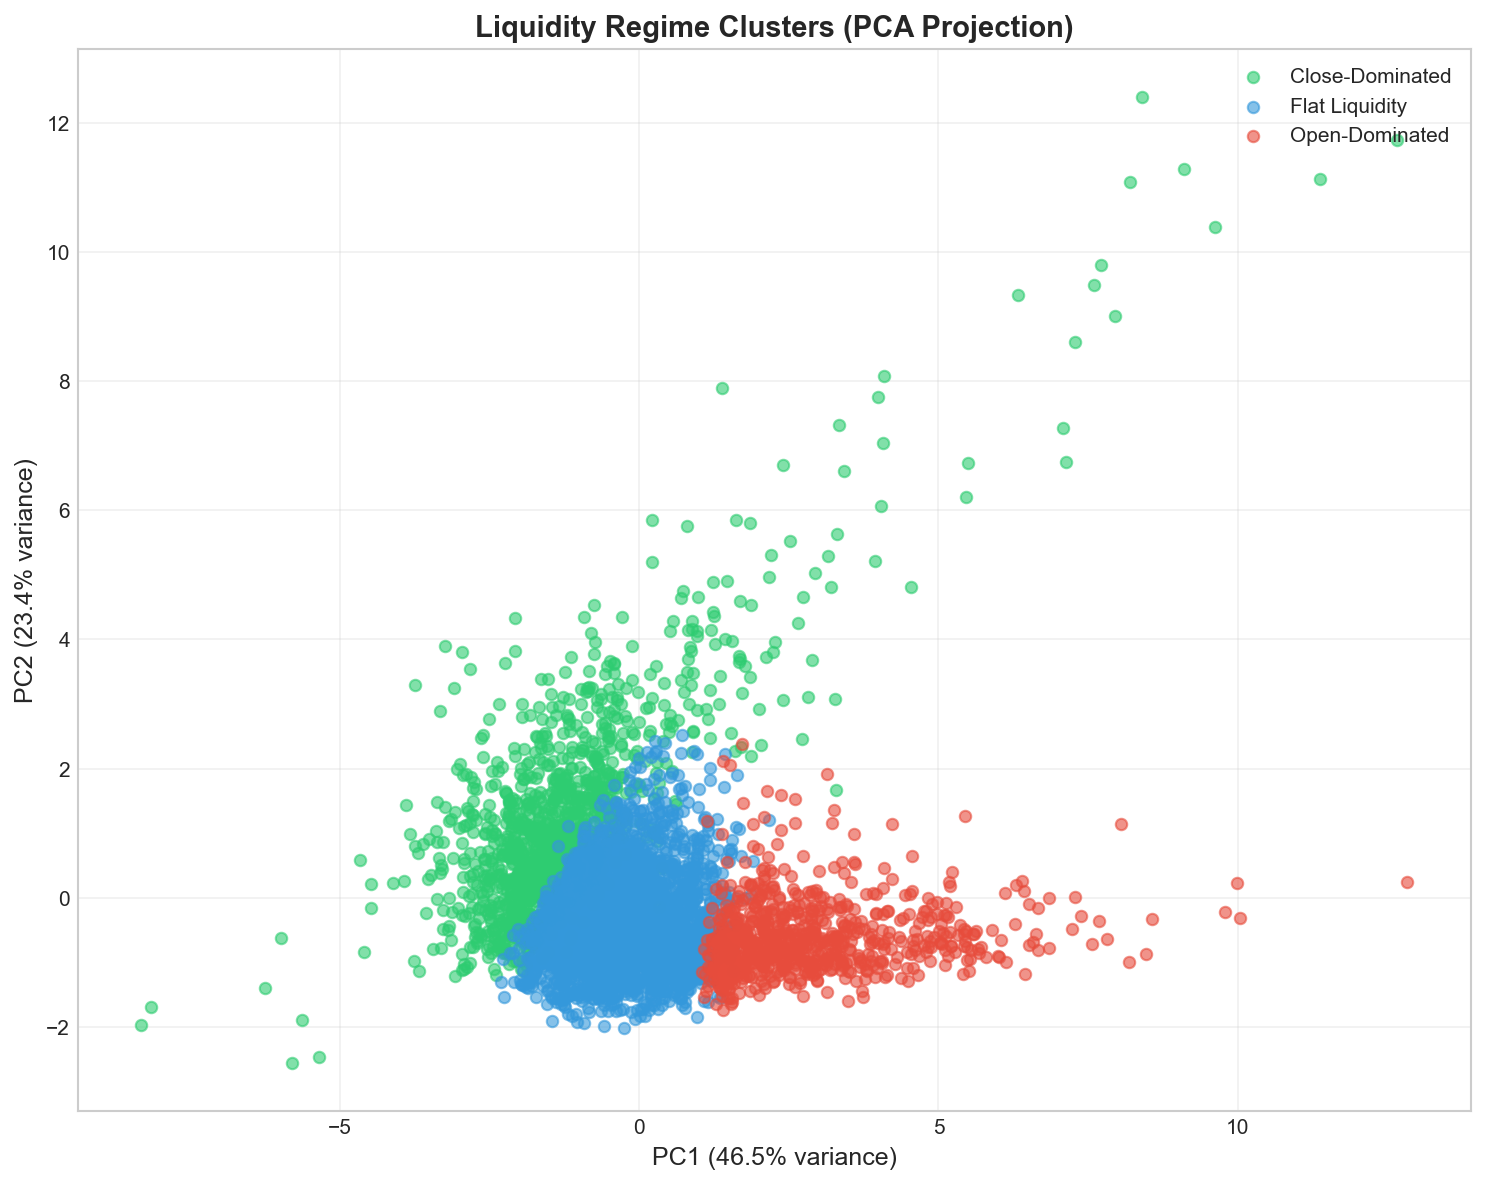 Liquidity Regime Clusters (PCA Projection)
Close-Dominated
Flat Liquidity
Open-Dominated
12
10
8
6
4
2
0
−2
PC2 (23.4% variance)
−5
0
5
10
PC1 (46.5% variance)